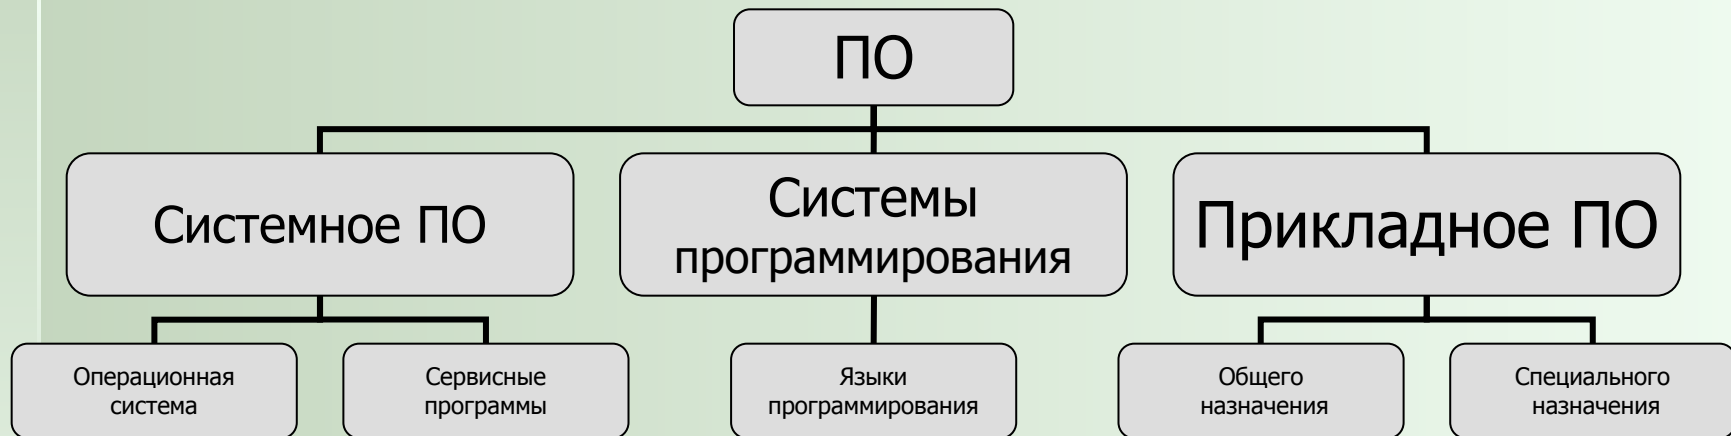 ПО
Системное ПО
Системы
программирования
Прикладное ПО
Операционная
система
Сервисные
программы
Языки
программирования
Общего
назначения
Специального
назначения